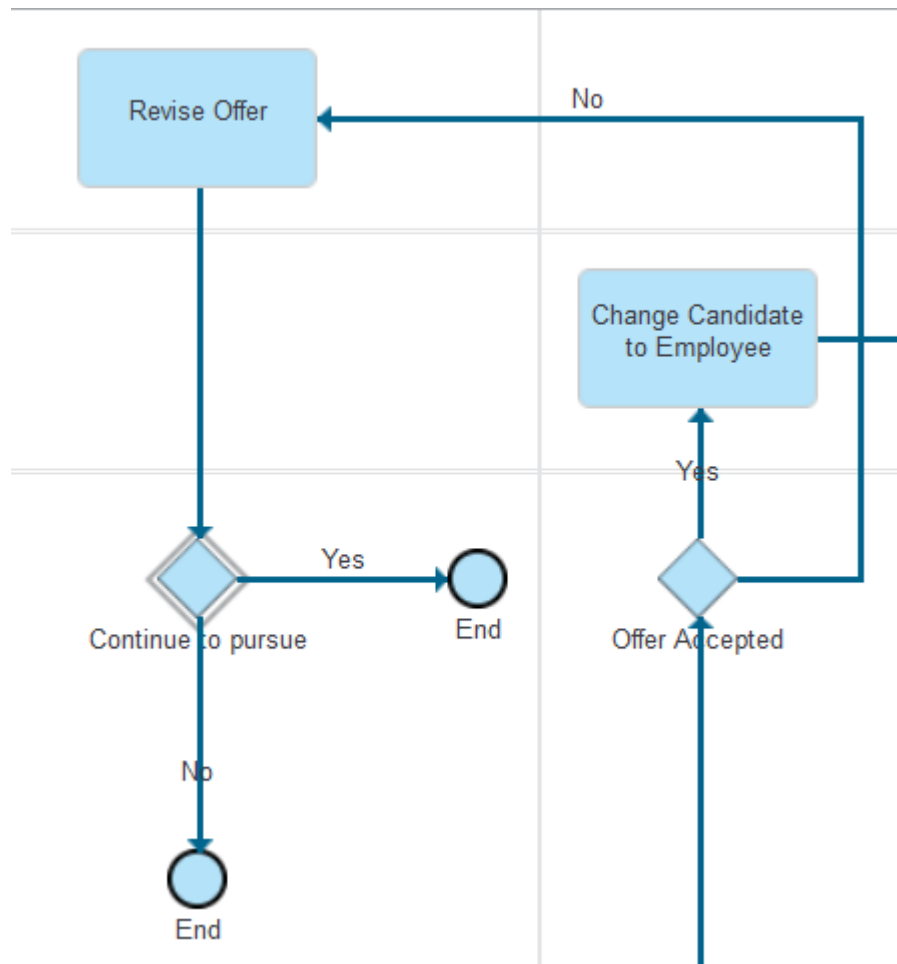 Revise Offer
No
Change Candidate
to Employee
Yes
Yes
End
Continue to pursue
Offer Accepted
No
End